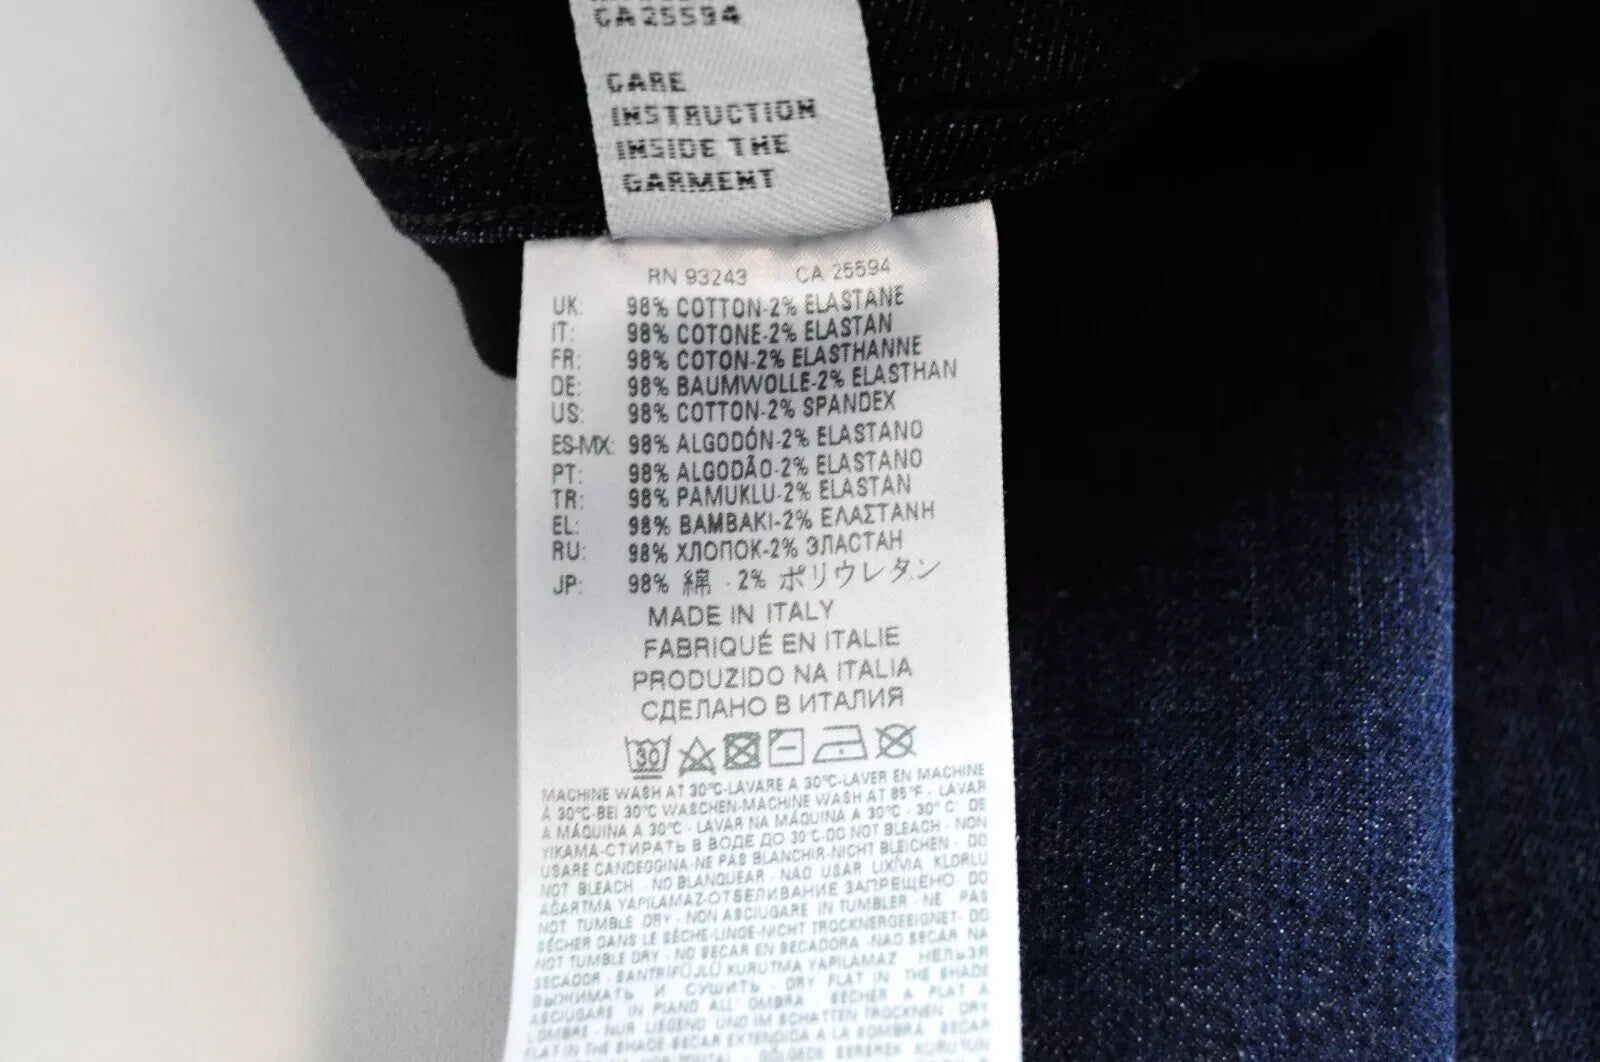 CA 25594
CARE
INSTRUCTION
INSIDE THE
GARMENT
RN 93243 CA 25594
UK: 98% COTTON-2% ELASTANE
IT: 98% COTONE-2% ELASTAN
FR: 98% COTON-2% ELASTHANNE
DE: 98% BAUMWOLLE-2% ELASTHAN
US: 98% COTTON-2% SPANDEX
ES-MX: 98% ALGODÓN-2% ELASTANO
PT: 98% ALGODÃO-2% ELASTANO
TR: 98% PAMUKLU-2% ELASTAN
EL: 98% ΒΑΜΒΑΚΙ-2% ΕΛΑΣΤΑΝΗ
RU: 98% ХЛОПОК-2% ЭЛАСТАН
JP: 98% 綿 - 2% ポリウレタン
MADE IN ITALY
FABRIQUÉ EN ITALIE
PRODUZIDO NA ITALIA
СДЕЛАНО В ИТАЛИЯ
30
MACHINE WASH AT 30°C-LAVARE A 30°C-LAVER EN MACHINE
À 30°C-BEI 30°C WASCHEN-MACHINE WASH AT 85°F - LAVAR
A MÁQUINA A 30°C - LAVAR NA MÁQUINA A 30°C - 30° C' DE
YIKAMA-СТИРАТЬ В ВОДЕ ДО 30°C-DO NOT BLEACH - NON
USARE CANDEGGINA-NE PAS BLANCHIR-NICHT BLEICHEN - DO
NOT BLEACH - NO BLANQUEAR - NÃO USAR LIXÍVIA KLORLU
AĞARTMA YAPILAMAZ-ОТБЕЛИВАНИЕ ЗАПРЕЩЕНО- DO
NOT TUMBLE DRY - NON ASCIUGARE IN TUMBLER - NE PAS
SÉCHER DANS LE SÈCHE-LINGE-NICHT TROCKNERGEEIGNET- DO
NOT TUMBLE DRY - NO SECAR EN SECADORA -NÃO SECAR NA
SECADOR - SANTRIFÜJLÜ KURUTMA YAPILAMAZ НЕЛЬЗЯ
ВЫЖИМАТЬ И СУШИТЬ - DRY FLAT IN THE SHADE
ASCIUGARE IN PIANO ALL' OMBRA - SÉCHER À PLAT À
L'OMBRE - NUR LIEGEND UND IM SCHATTEN TROCKNEN - DRY
FLAT IN THE SHADE-SECAR EXTENDIDA A LA SOMBRA SECAR
HORIZONTAL - GÖLGEDE SEREREK KURUTUN